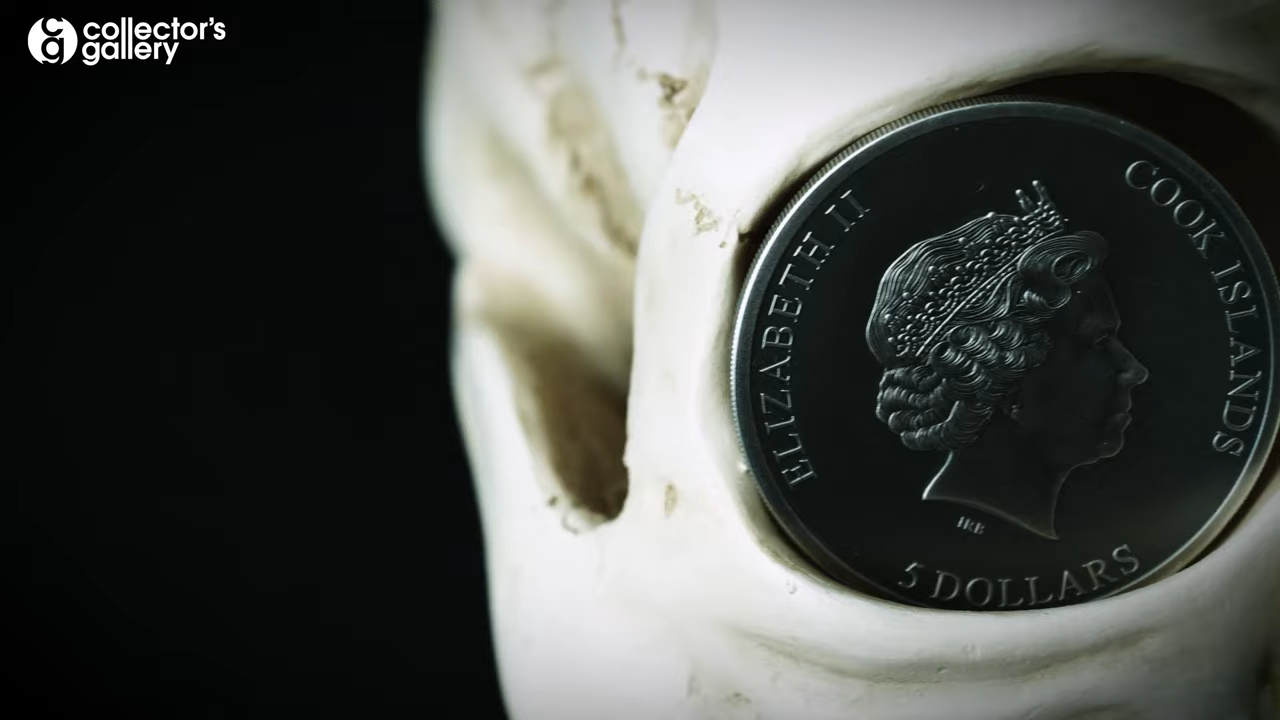 collector's
gallery
ELIZABETH II
COOK ISLANDS
IRB
5 DOLLARS